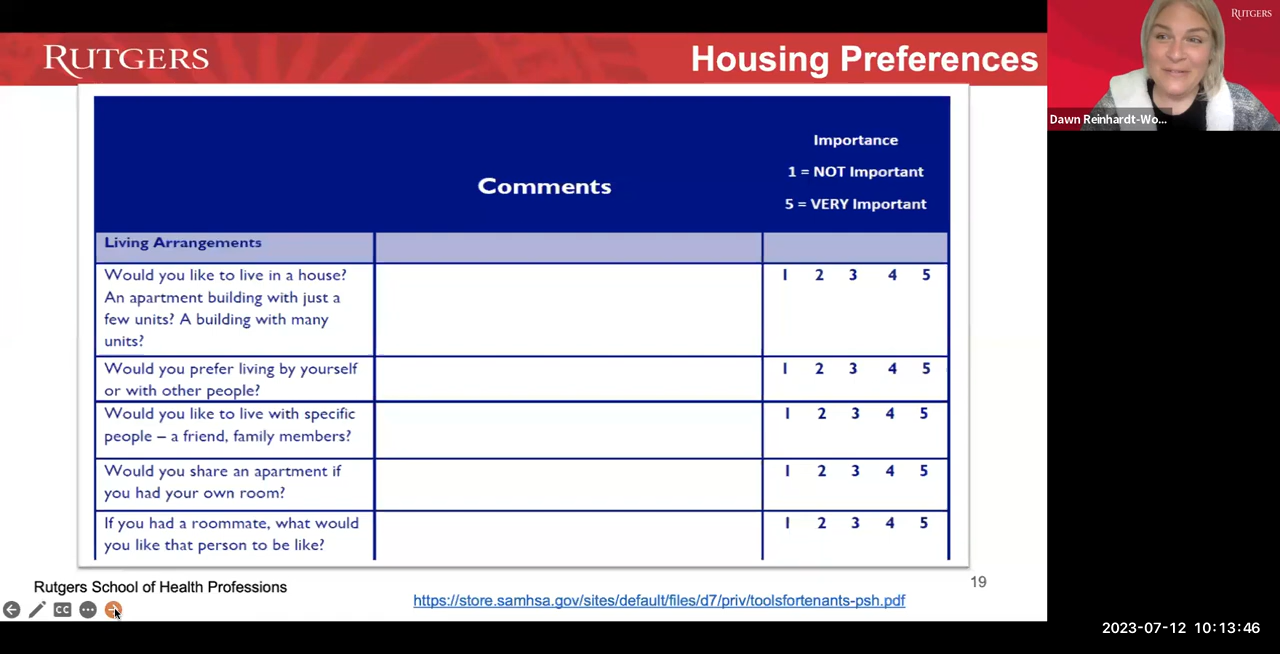 RUTGERS
Housing Preferences
RUTGERS
Dawn Reinhardt-Wo...
Comments
Importance
1 = NOT Important
5 = VERY Important
Living Arrangements
Would you like to live in a house?
An apartment building with just a
few units? A building with many
units?
1 2 3 4 5
Would you prefer living by yourself
or with other people?
1 2 3 4 5
Would you like to live with specific
people – a friend, family members?
1 2 3 4 5
Would you share an apartment if
you had your own room?
1 2 3 4 5
If you had a roommate, what would
you like that person to be like?
1 2 3 4 5
Rutgers School of Health Professions
19
CC
https://store.samhsa.gov/sites/default/files/d7/priv/toolsfortenants-psh.pdf
2023-07-12 10:13:46